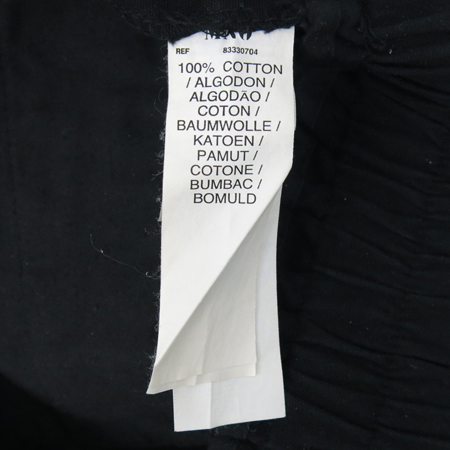 REF 83330704
100% COTTON
/ ALGODON /
ALGODÃO /
COTON /
BAUMWOLLE /
KATOEN /
PAMUT /
COTONE /
BUMBAC /
BOMULD